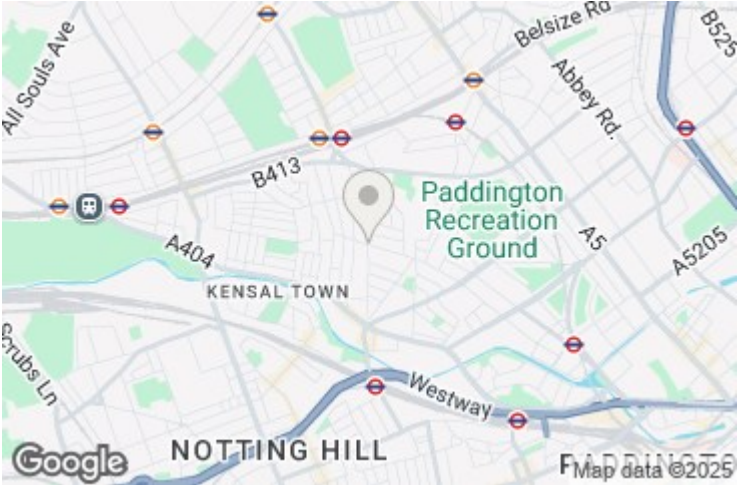 Belsize Rd
B525
All Souls Ave
Abbey Rd.
B413
Paddington
Recreation
Ground
A404
A5
A5205
KENSAL TOWN
Scrubs Ln
Westway
NOTTING HILL
Google
Map data ©2025